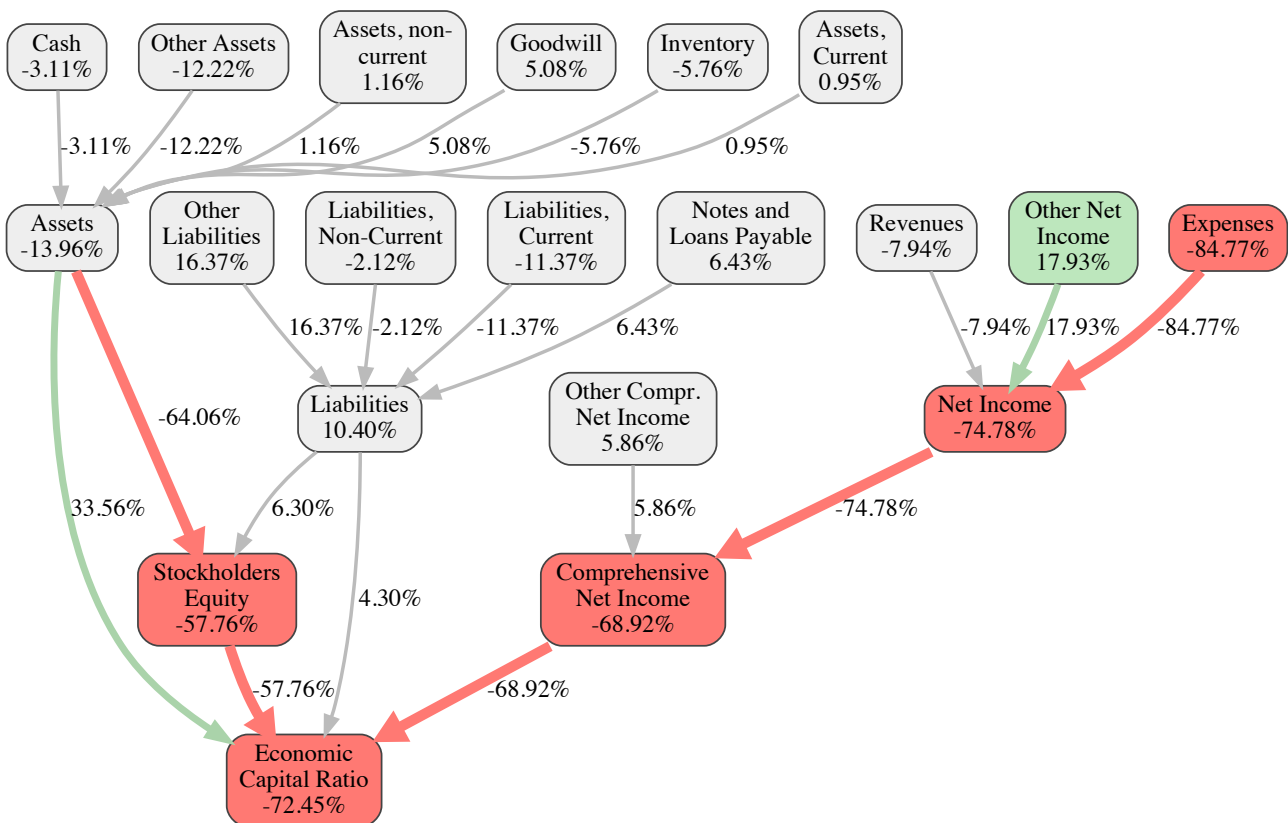 Cash
-3.11%
Other Assets
-12.22%
Assets, non-
current
1.16%
Goodwill
5.08%
Inventory
-5.76%
Assets,
Current
0.95%
-3.11%
-12.22%
1.16%
5.08%
-5.76%
0.95%
Assets
-13.96%
Other
Liabilities
16.37%
Liabilities,
Non-Current
-2.12%
Liabilities,
Current
-11.37%
Notes and
Loans Payable
6.43%
Revenues
-7.94%
Other Net
Income
17.93%
Expenses
-84.77%
16.37%
-2.12%
-11.37%
6.43%
-7.94%
17.93%
-84.77%
Liabilities
10.40%
Other Compr.
Net Income
5.86%
Net Income
-74.78%
-64.06%
33.56%
6.30%
5.86%
-74.78%
Stockholders
Equity
-57.76%
4.30%
Comprehensive
Net Income
-68.92%
-57.76%
-68.92%
Economic
Capital Ratio
-72.45%